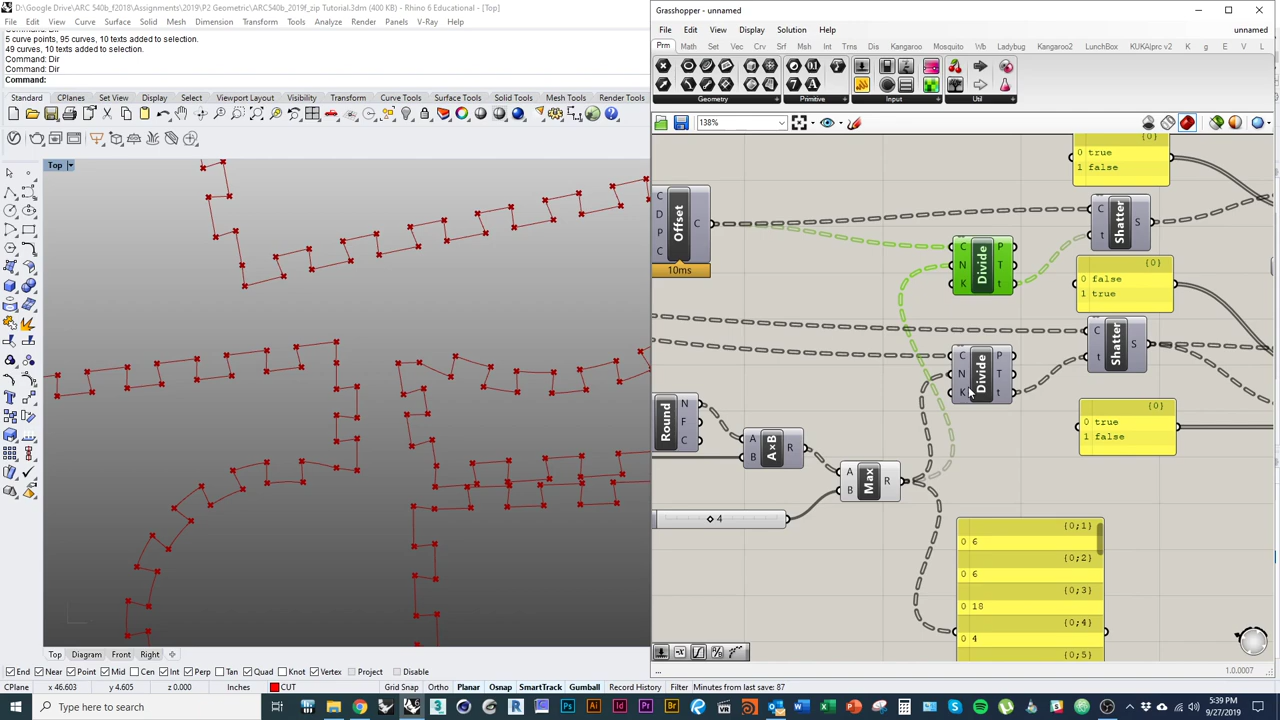 D:\Google Drive\ARC 540b_f2018\Assignments\2019\P2 Geometric\ARC540b_2019f_zip Tutorial.3dm (400 KB) - Rhino 6 Educational - [Top]
File Edit View Curve Surface Solid Mesh Dimension Transform Tools Analyze Render Panels V-Ray Help
5 curve points, 95 curves, 10 texts added to selection.
49 curves, 10 texts added to selection.
Command: Dir
Command: Dir
Command:
Standard CPlanes Set View Display Select Viewport Layout Visibility Transform Curve Tools Surface Tools Solid Tools Mesh Tools Render Tools
Top
Top Diagram Front Right
End Near Point Mid Cen Int Perp Tan Quad Knot Vertex Project Disable
CPlane x 46.603 y 4.605 z 0.000 Inches CUT Grid Snap Ortho Planar Osnap SmartTrack Gumball Record History Filter Minutes from last save: 87
Grasshopper - unnamed
File Edit View Display Solution Help unnamed
Prm Math Set Vec Crv Srf Msh Int Trns Dis Kangaroo Mosquito Wb Ladybug Kangaroo2 LunchBox KUKA|prc v2 K g E V L
Geometry Primitive Input Util
138%
{0}
0 true
1 false
C
D
P
C
Offset
C
10ms
C
N
K
Divide
P
T
t
C
t
Shatter
S
{0}
0 false
1 true
C
N
K
Divide
P
T
t
C
t
Shatter
S
{0}
0 true
1 false
Round
N
F
C
A
B
A×B
R
A
B
Max
R
4
{0;1}
0 6
{0;2}
0 6
{0;3}
0 18
{0;4}
0 4
{0;5}
...
1.0.0007
Type here to search
5:39 PM
9/27/2019